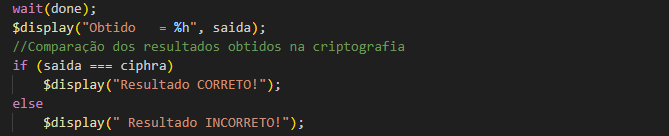 wait(done);
$display("Obtido   = %h", saida);
//Comparação dos resultados obtidos na criptografia
if (saida === ciphra)
    $display("Resultado CORRETO!");
else
    $display(" Resultado INCORRETO!");